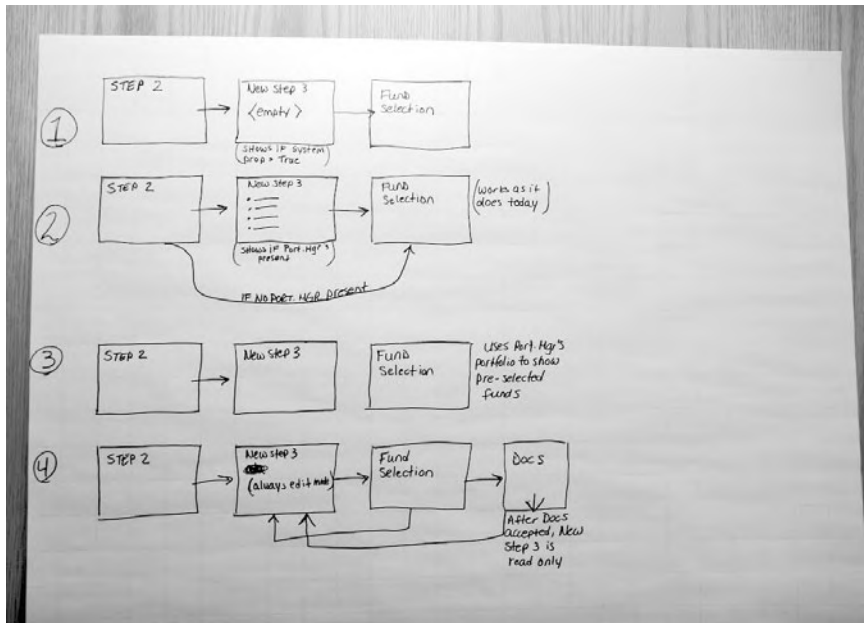 1
STEP 2
New Step 3
<empty>
(shows if system
prop = True)
Fund
Selection
2
STEP 2
New Step 3
(shows if Port. Mgr's
present)
Fund
Selection
(works as it
does today)
IF NO PORT. MGR present
3
STEP 2
New Step 3
Fund
Selection
Uses Port. Mgr's
portfolio to show
pre-selected
funds
4
STEP 2
New Step 3
(always edit mode)
Fund
Selection
Docs
After Docs
accepted, New
Step 3 is
read only